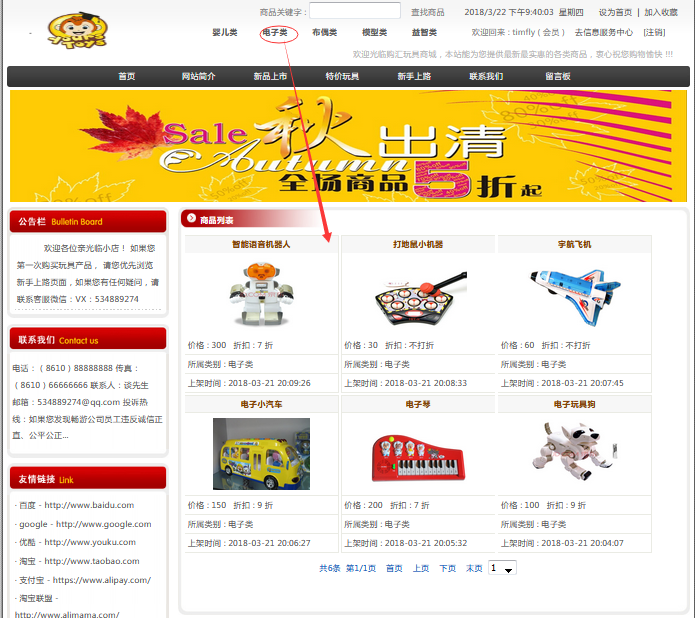 商品关键字： 查找商品 2018/3/22 下午9:40:03 星期四 设为首页 | 加入收藏
YOUR TOYS
婴儿类 电子类 布偶类 模型类 益智类 欢迎回来 : timfly ( 会员 ) 去信息服务中心 [注销]
欢迎光临购汇玩具商城，本站能为您提供最新最实惠的各类商品，衷心祝您购物愉快 !!!
首页 网站简介 新品上市 特价玩具 新手上路 联系我们 留言板
Sale 秋 出清
Autumn
全场商品5折起
公告栏 Bulletin Board
欢迎各位亲光临小店！ 如果您
第一次购买玩具产品， 请您优先浏览
新手上路页面，如果您有任何疑问，请
联系客服微信：VX：534889274
联系我们 Contact us
电话：（ 8610 ) 88888888 传真：
（ 8610 ) 66666666 联系人：谈先生
邮箱：534889274@qq.com 投诉热
线：如果您发现畅游公司员工违反诚信正
直、公平公正...
友情链接 Link
· 百度 - http://www.baidu.com
· google - http://www.google.com
· 优酷 - http://www.youku.com
· 淘宝 - http://www.taobao.com
· 支付宝 - https://www.alipay.com/
· 淘宝联盟 -
http://www.alimama.com/
商品列表
智能语音机器人 打地鼠小机器 宇航飞机
价格 : 300 折扣 : 7 折 价格 : 30 折扣 : 不打折 价格 : 60 折扣 : 不打折
所属类别 : 电子类 所属类别 : 电子类 所属类别 : 电子类
上架时间 : 2018-03-21 20:09:26 上架时间 : 2018-03-21 20:08:33 上架时间 : 2018-03-21 20:07:45
电子小汽车 电子琴 电子玩具狗
价格 : 150 折扣 : 9 折 价格 : 200 折扣 : 7 折 价格 : 100 折扣 : 9 折
所属类别 : 电子类 所属类别 : 电子类 所属类别 : 电子类
上架时间 : 2018-03-21 20:06:27 上架时间 : 2018-03-21 20:05:32 上架时间 : 2018-03-21 20:04:07
共6条 第1/1页 首页 上页 下页 末页 1